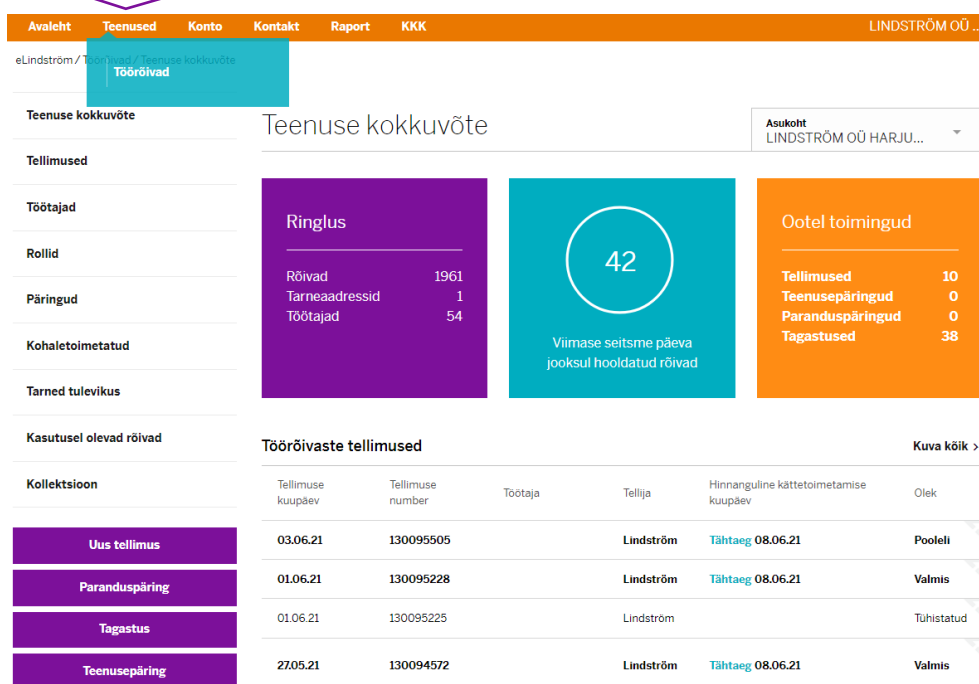 Avaleht Teenused Konto Kontakt Raport KKK LINDSTRÖM OÜ ...
eLindström / Töörõivad / Teenuse kokkuvõte
Töörõivad
Teenuse kokkuvõte
Tellimused
Töötajad
Rollid
Päringud
Kohaletoimetatud
Tarned tulevikus
Kasutusel olevad rõivad
Kollektsioon
Uus tellimus
Paranduspäring
Tagastus
Teenusepäring
Teenuse kokkuvõte
Asukoht
LINDSTRÖM OÜ HARJU...
Ringlus
Rõivad 1961
Tarneaadressid 1
Töötajad 54
42
Viimase seitsme päeva
jooksul hooldatud rõivad
Ootel toimingud
Tellimused 10
Teenusepäringud 0
Paranduspäringud 0
Tagastused 38
Töörõivaste tellimused Kuva kõik >
Tellimuse kuupäev Tellimuse number Töötaja Tellija Hinnanguline kättetoimetamise kuupäev Olek
03.06.21 130095505 Lindström Tähtaeg 08.06.21 Pooleli
01.06.21 130095228 Lindström Tähtaeg 08.06.21 Valmis
01.06.21 130095225 Lindström Tühistatud
27.05.21 130094572 Lindström Tähtaeg 08.06.21 Valmis